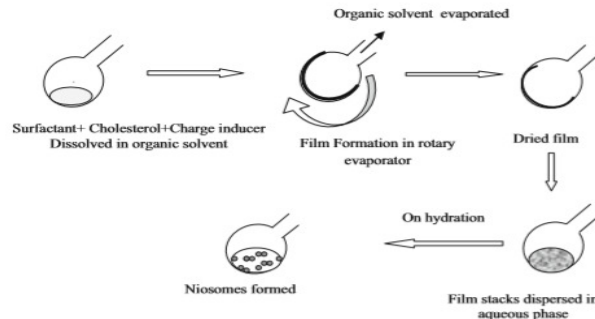 Organic solvent evaporated
Surfactant+ Cholesterol+Charge inducer
Dissolved in organic solvent
Film Formation in rotary
evaporator
Dried film
On hydration
Niosomes formed
Film stacks dispersed in
aqueous phase